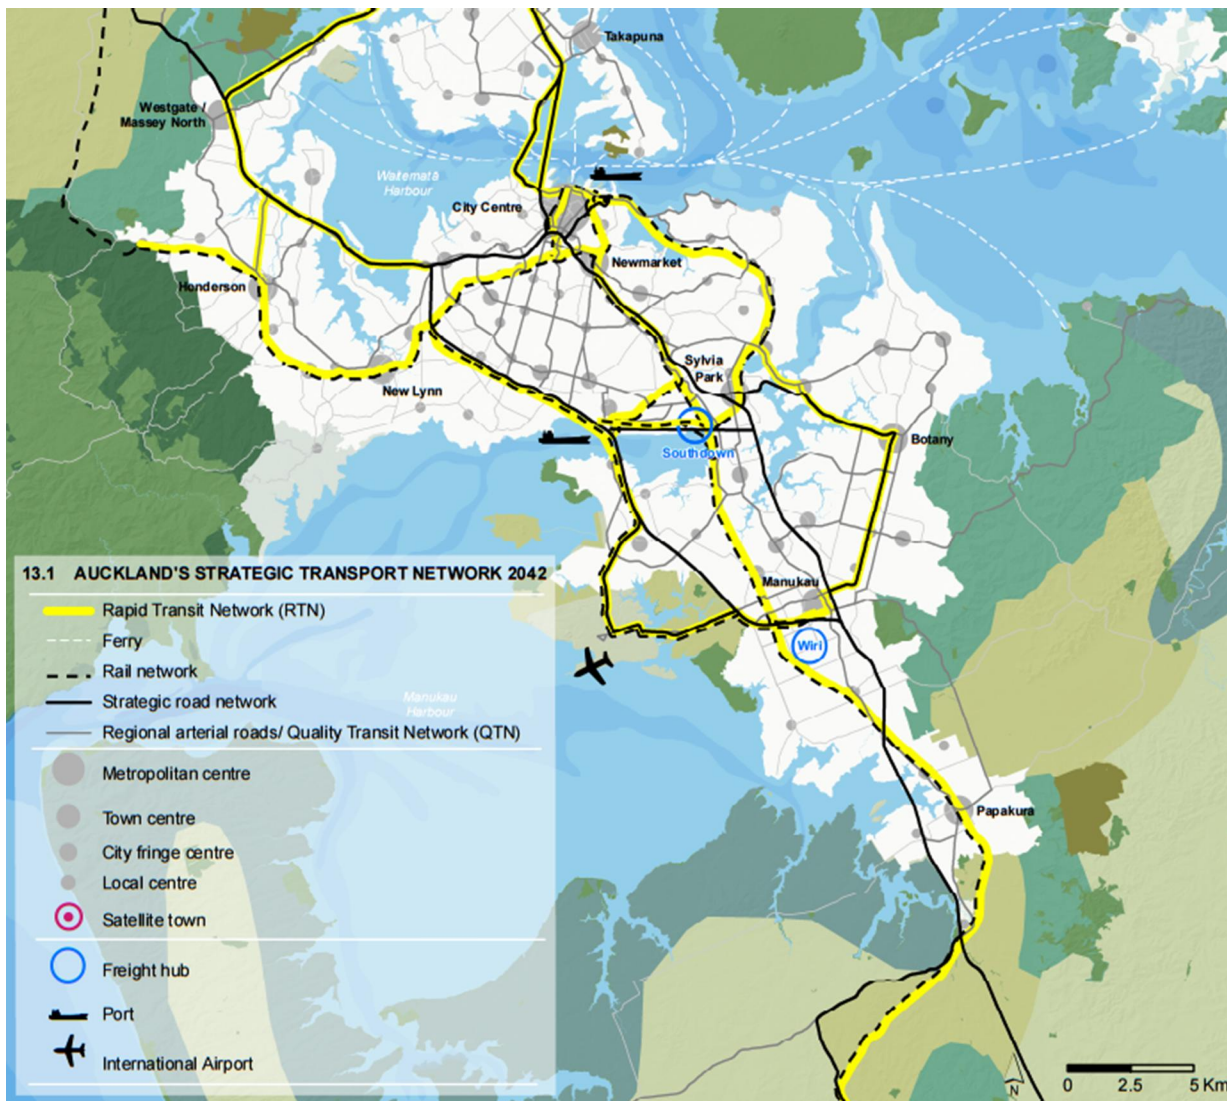 Takapuna
Westgate /
Massey North
Waitematā
Harbour
City Centre
Newmarket
Henderson
Sylvia
Park
New Lynn
Botany
Southdown
13.1 AUCKLAND'S STRATEGIC TRANSPORT NETWORK 2042
Manukau
Rapid Transit Network (RTN)
Ferry
Wiri
Rail network
Strategic road network
Manukau
Harbour
Regional arterial roads/ Quality Transit Network (QTN)
Metropolitan centre
Town centre
Papakura
City fringe centre
Local centre
Satellite town
Freight hub
Port
International Airport
N
0 2.5 5 Km